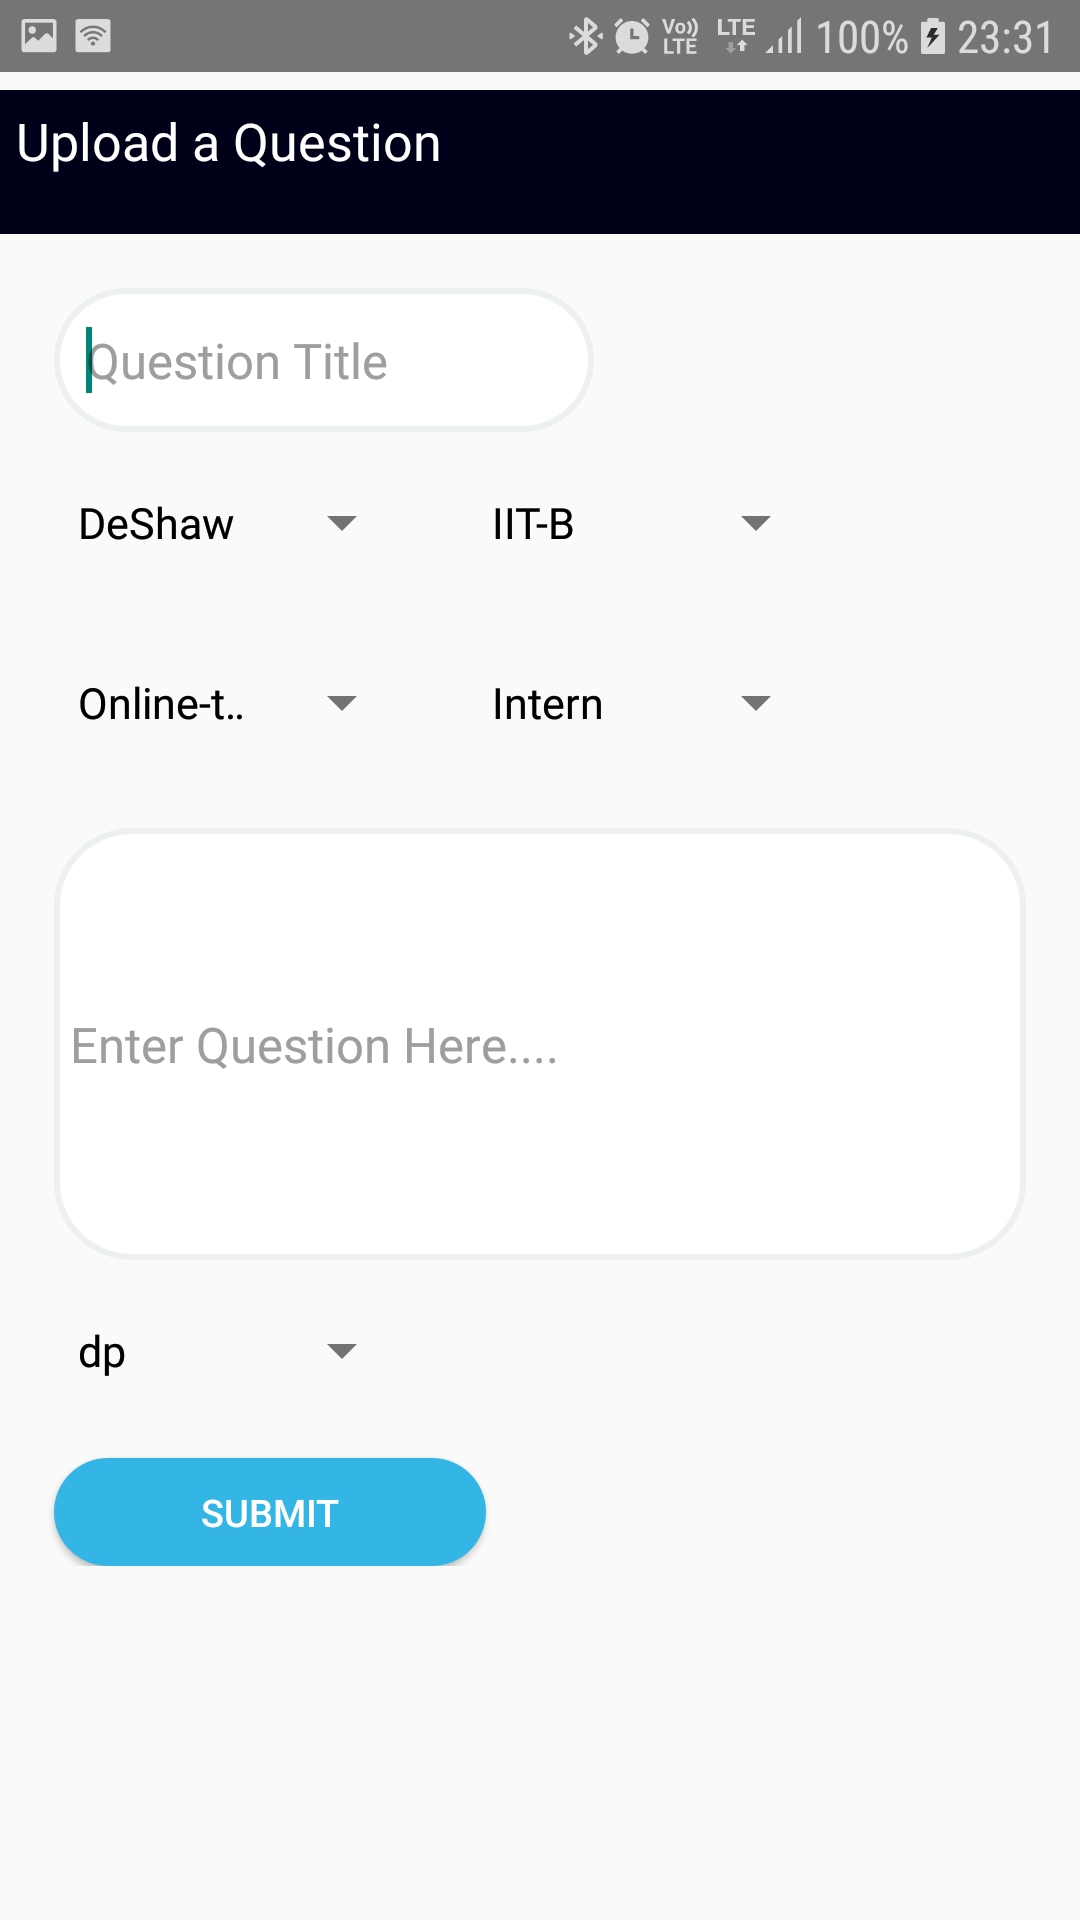 Vo)) LTE LTE 100% 23:31
Upload a Question
Question Title
DeShaw IIT-B
Online-t.. Intern
Enter Question Here....
dp
SUBMIT